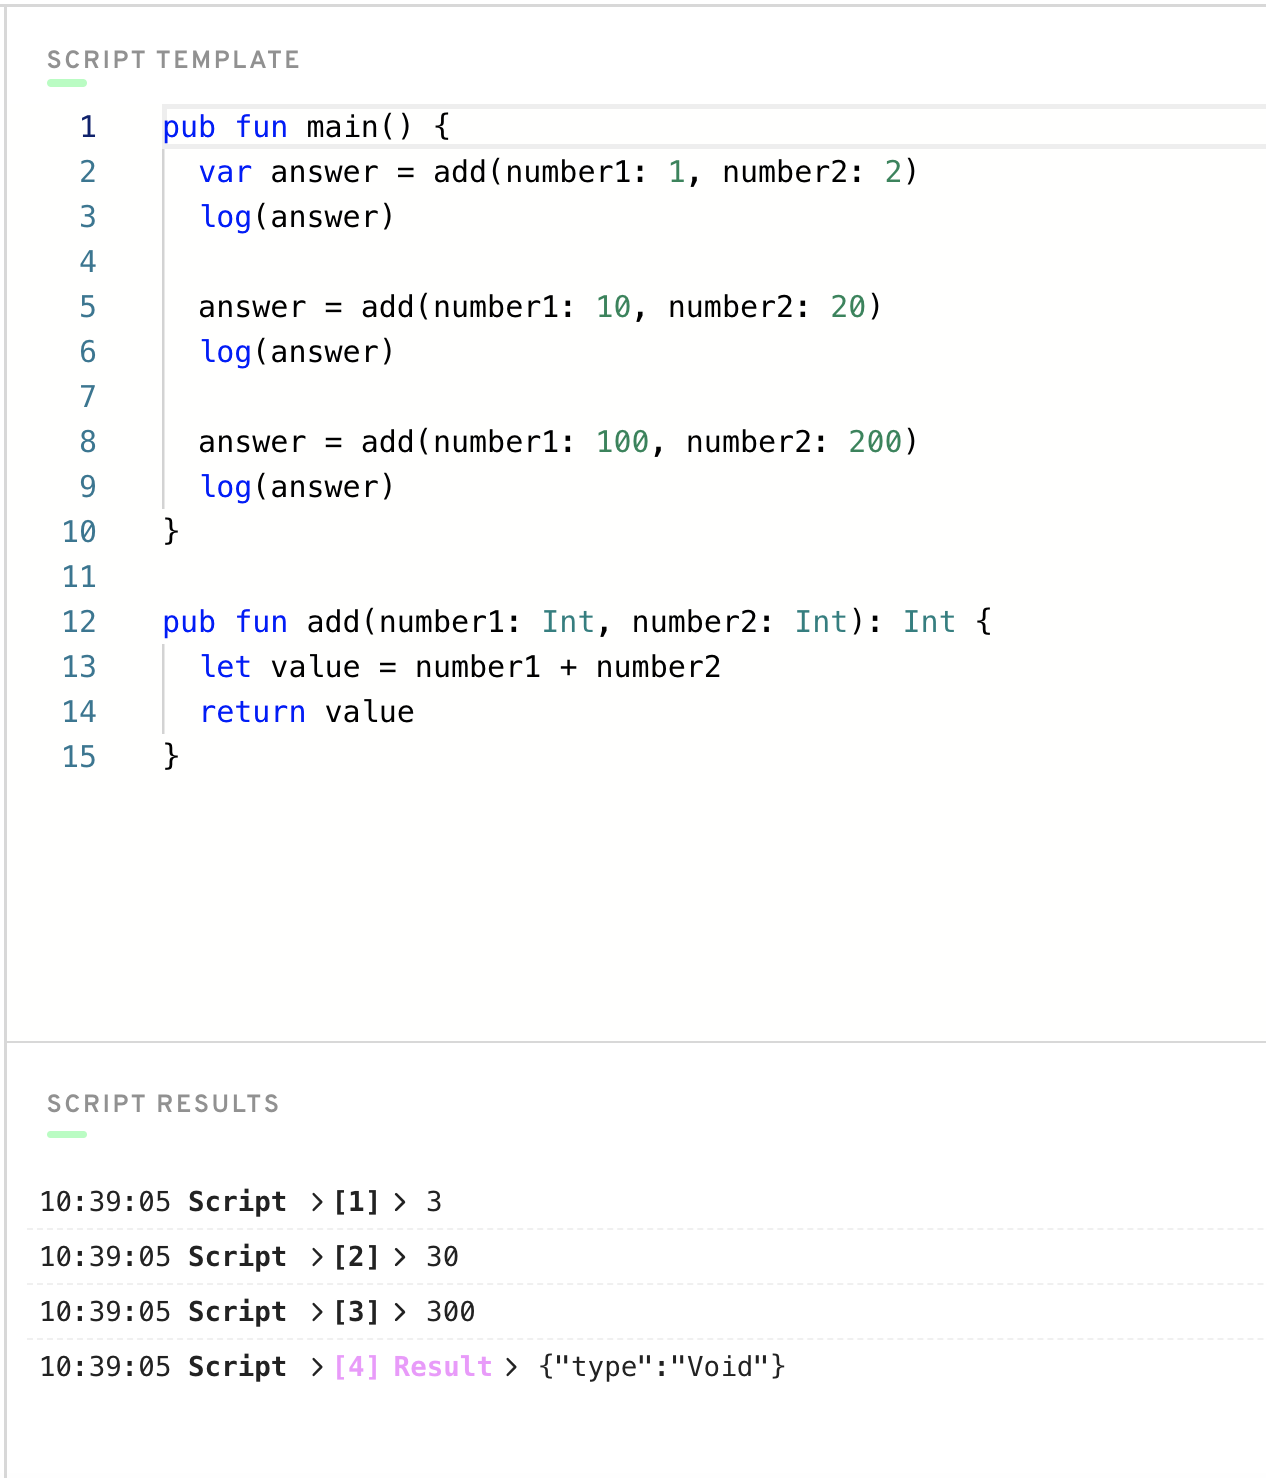 SCRIPT TEMPLATE
1 pub fun main() {
2   var answer = add(number1: 1, number2: 2)
3   log(answer)
4
5   answer = add(number1: 10, number2: 20)
6   log(answer)
7
8   answer = add(number1: 100, number2: 200)
9   log(answer)
10 }
11
12 pub fun add(number1: Int, number2: Int): Int {
13   let value = number1 + number2
14   return value
15 }
SCRIPT RESULTS
10:39:05 Script > [1] > 3
10:39:05 Script > [2] > 30
10:39:05 Script > [3] > 300
10:39:05 Script > [4] Result > {"type":"Void"}